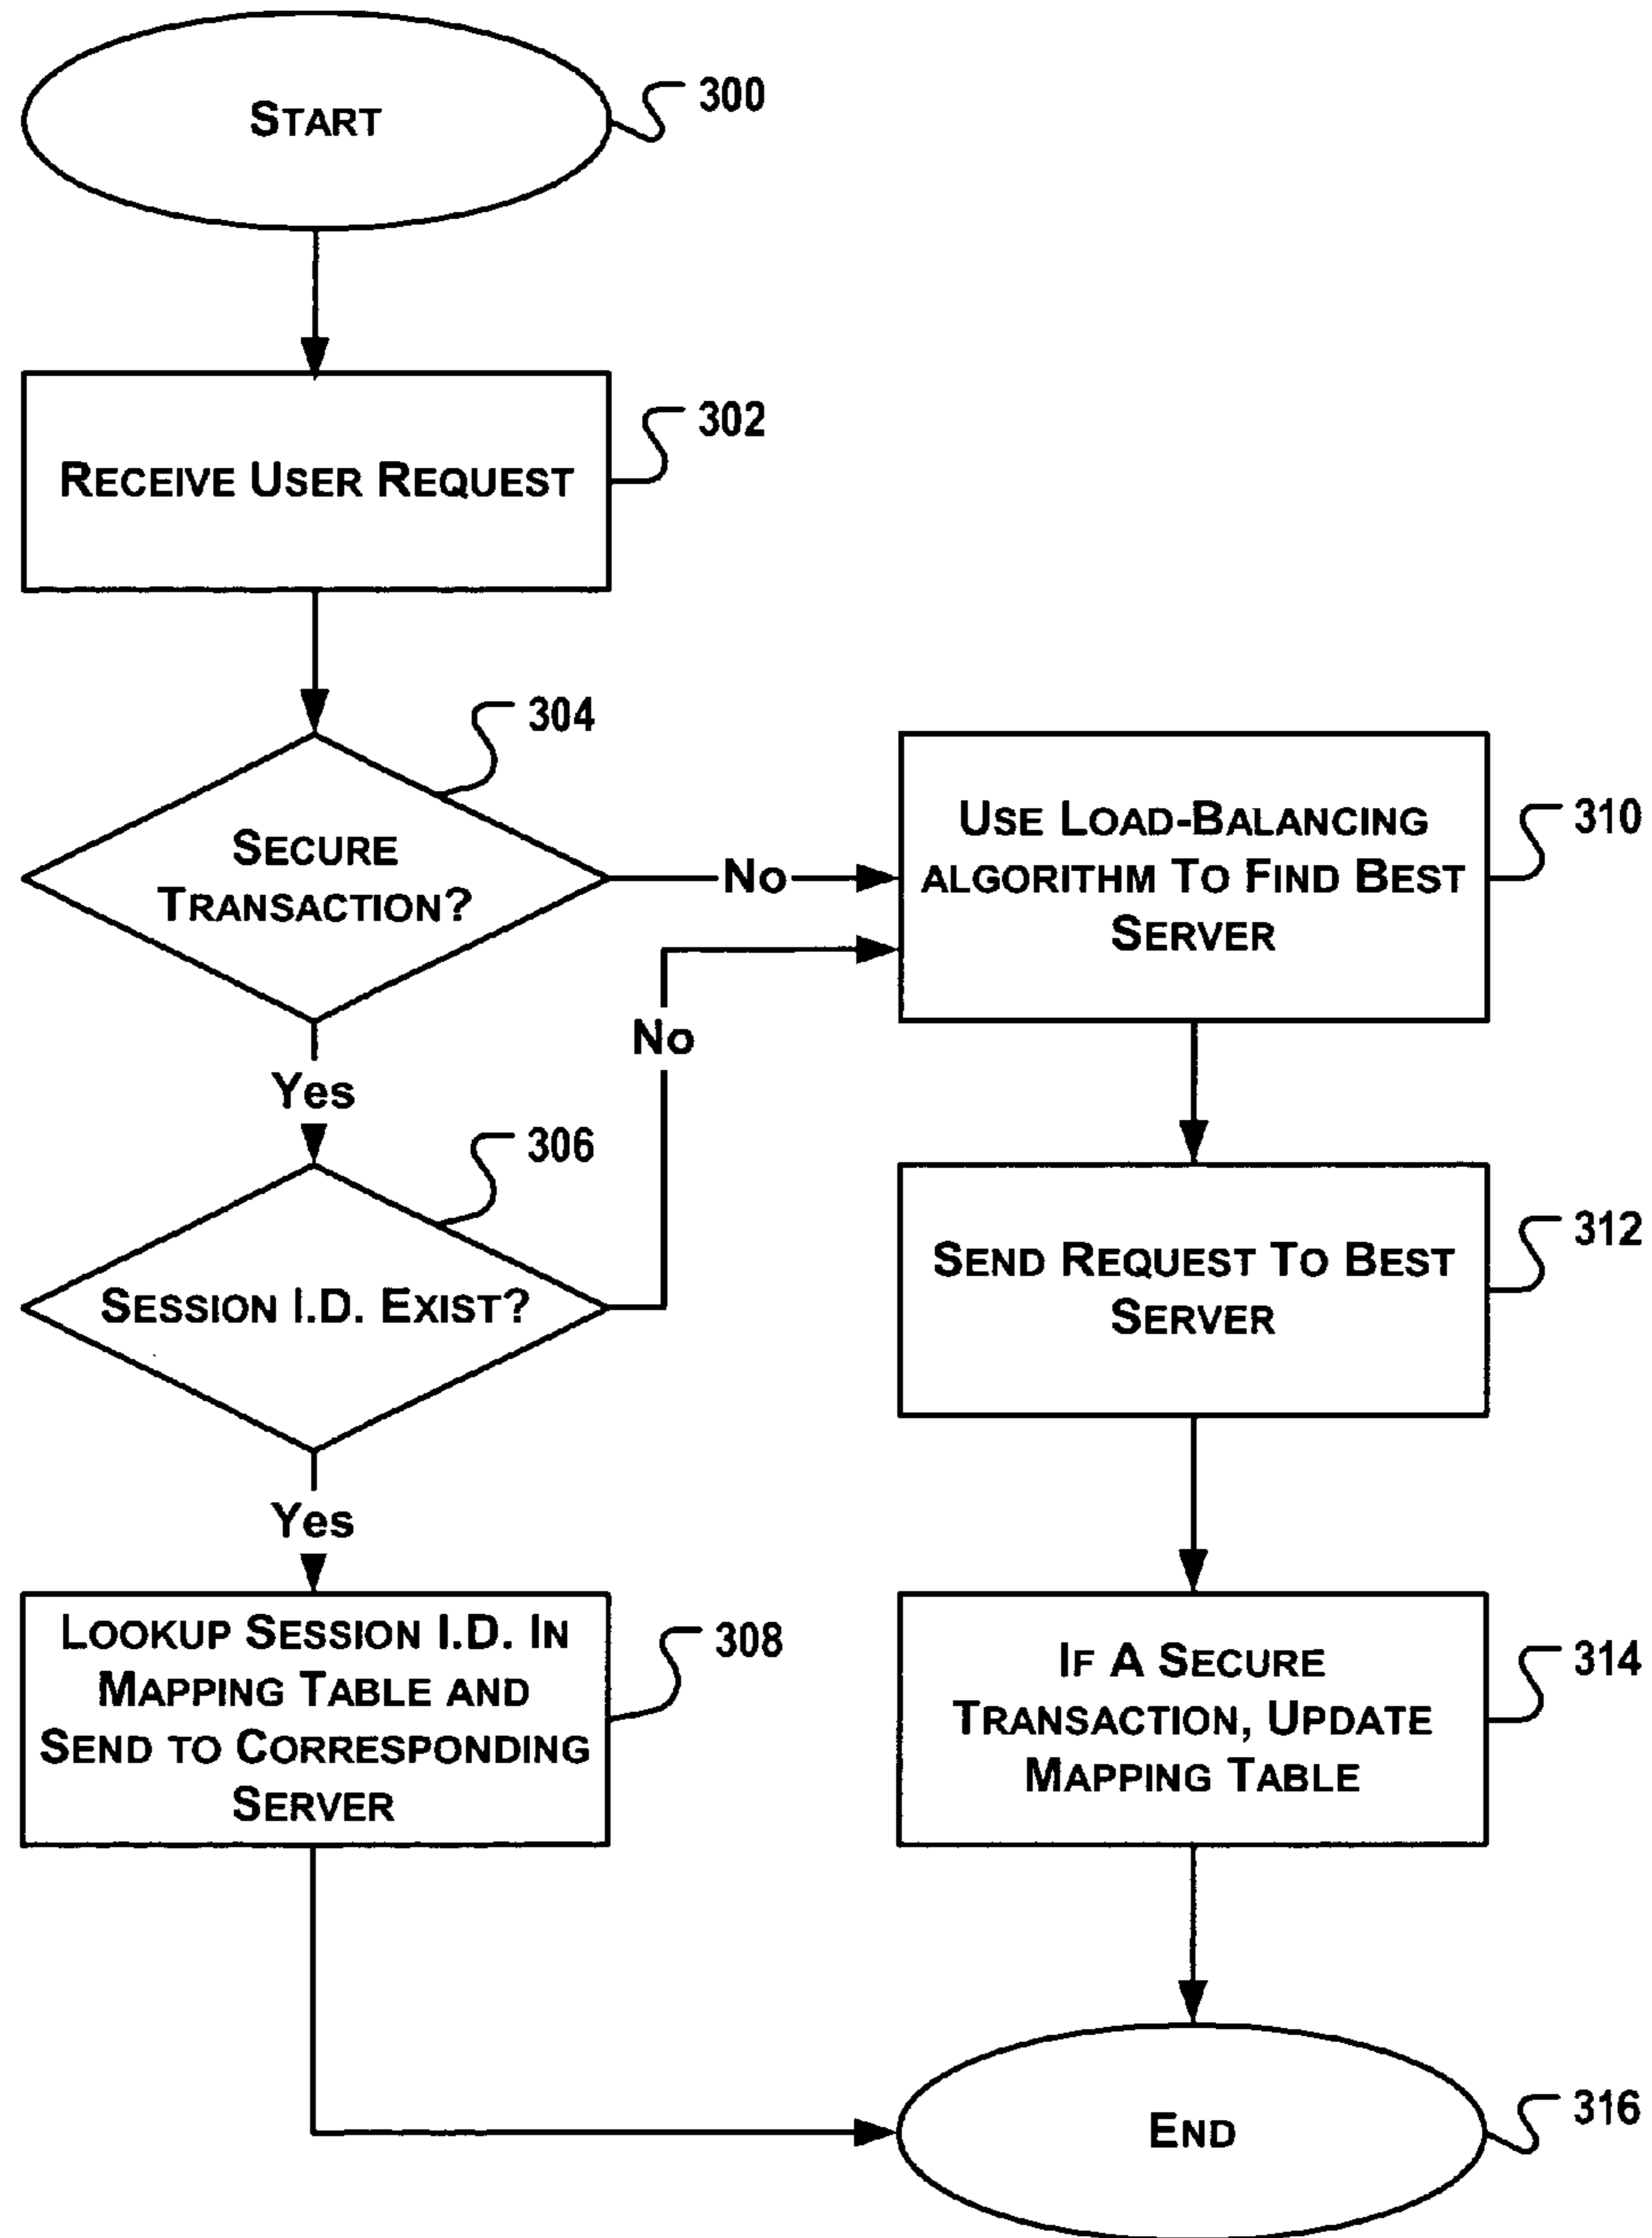 START
300
RECEIVE USER REQUEST
302
SECURE
TRANSACTION?
304
No
Yes
SESSION I.D. EXIST?
306
No
Yes
LOOKUP SESSION I.D. IN
MAPPING TABLE AND
SEND TO CORRESPONDING
SERVER
308
USE LOAD-BALANCING
ALGORITHM TO FIND BEST
SERVER
310
SEND REQUEST TO BEST
SERVER
312
IF A SECURE
TRANSACTION, UPDATE
MAPPING TABLE
314
END
316